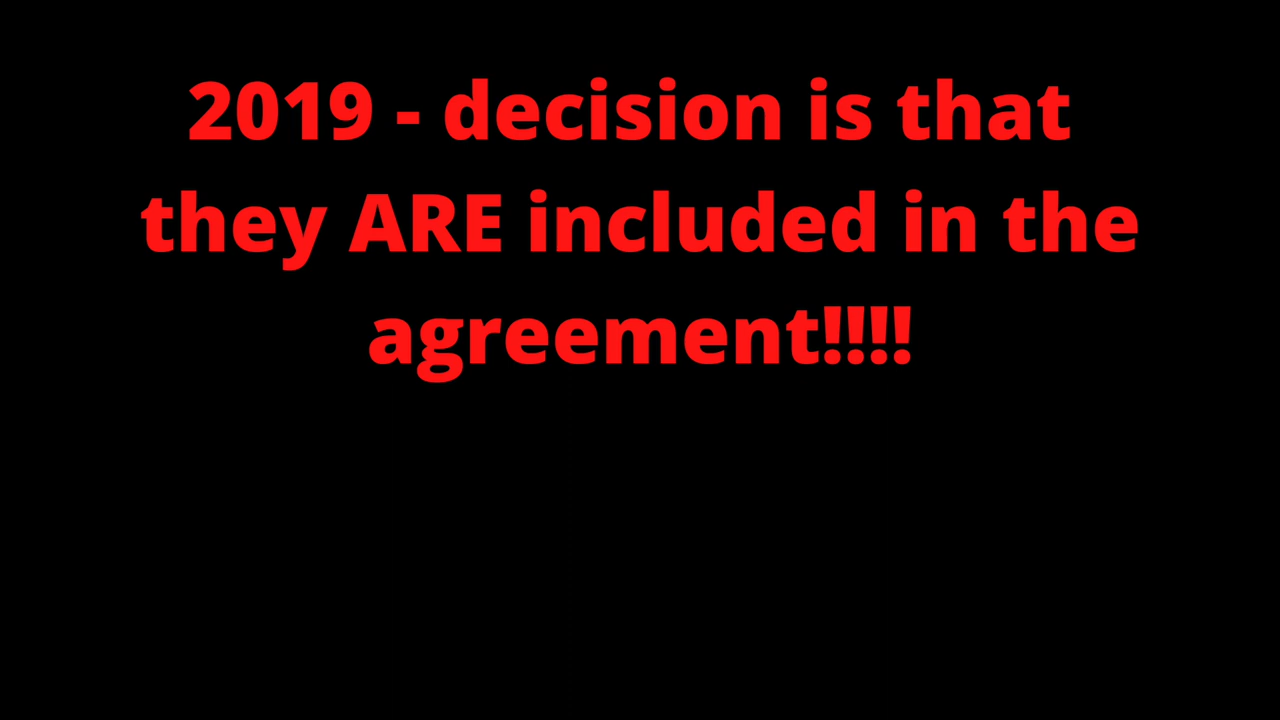 2019 - decision is that
they ARE included in the
agreement!!!!